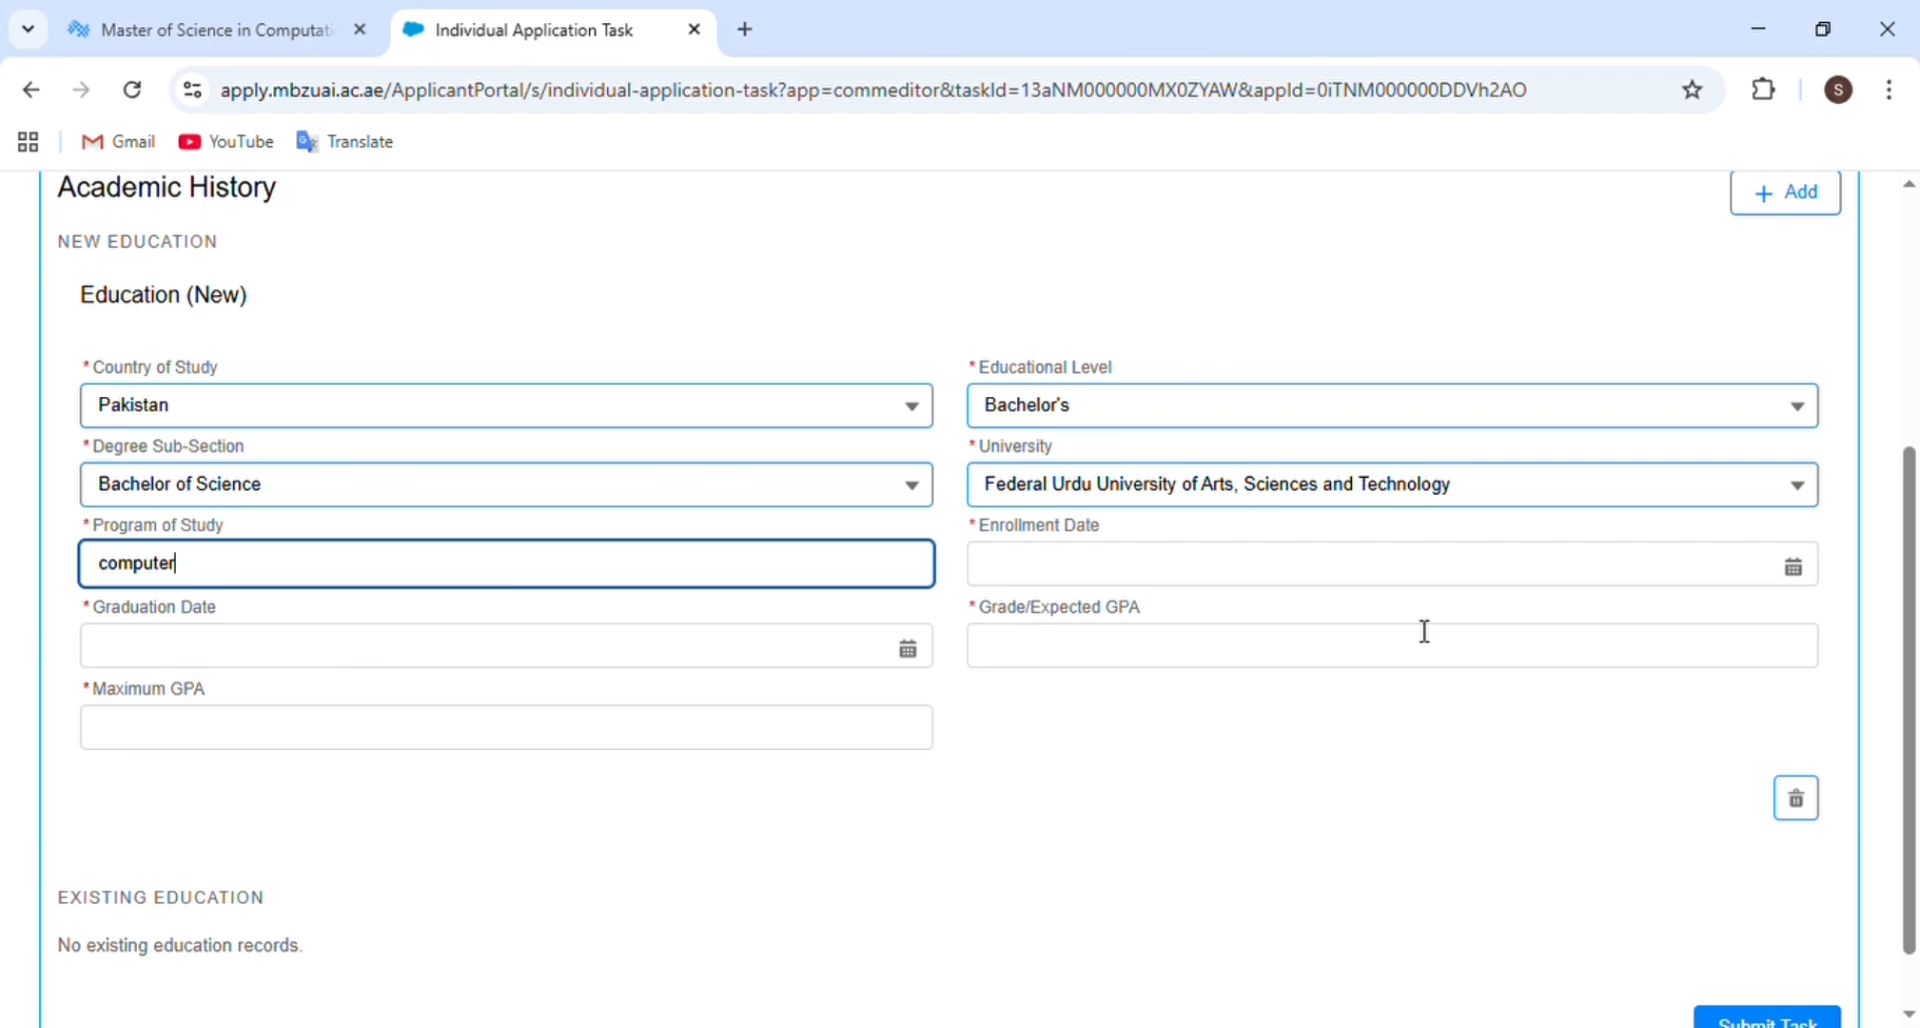 Master of Science in Computati
Individual Application Task
apply.mbzuai.ac.ae/ApplicantPortal/s/individual-application-task?app=commeditor&taskId=13aNM000000MX0ZYAW&appId=0iTNM000000DDVh2AO
S
Gmail
YouTube
Translate
Academic History
+ Add
NEW EDUCATION
Education (New)
* Country of Study
* Educational Level
Pakistan
Bachelor's
* Degree Sub-Section
* University
Bachelor of Science
Federal Urdu University of Arts, Sciences and Technology
* Program of Study
* Enrollment Date
computer
* Graduation Date
* Grade/Expected GPA
* Maximum GPA
EXISTING EDUCATION
No existing education records.
Submit Task